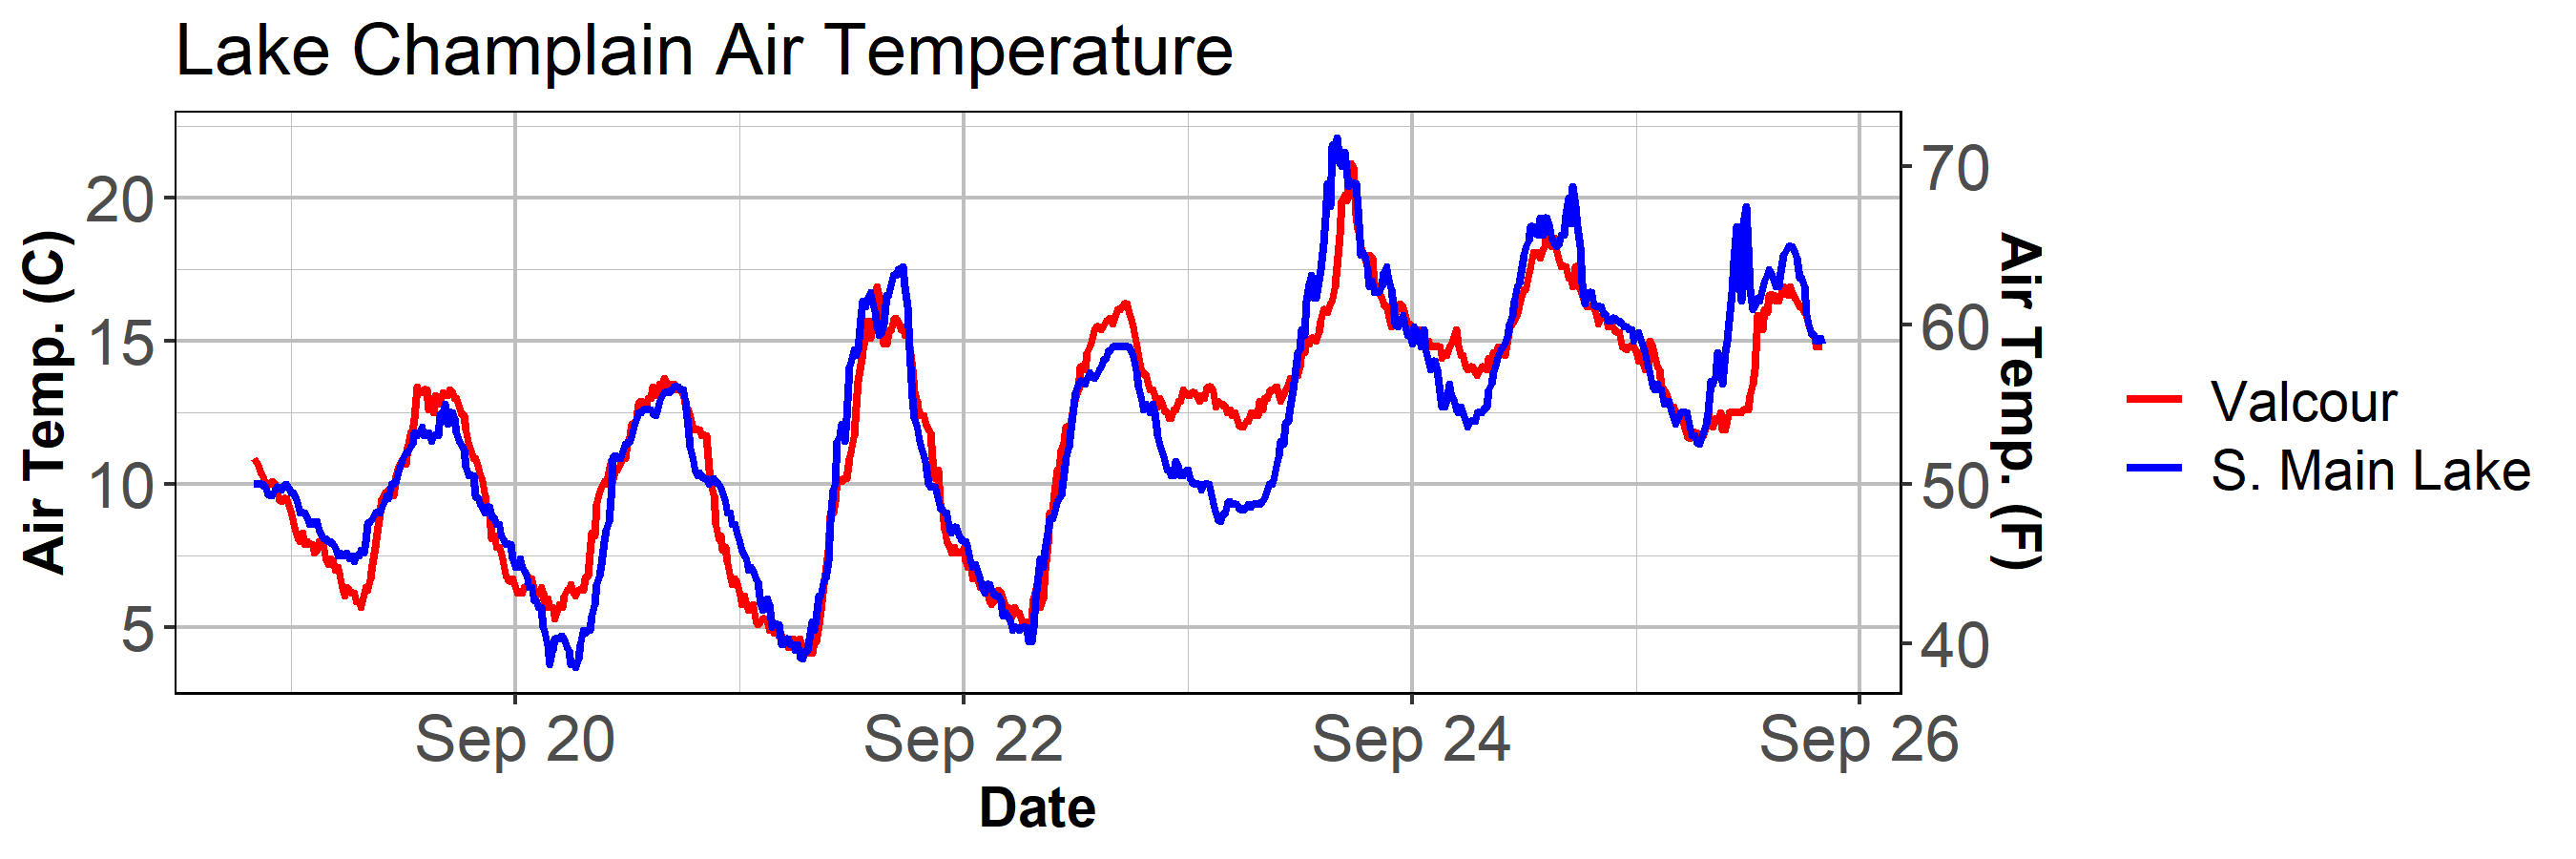 Lake Champlain Air Temperature
Air Temp. (C)
20
15
10
5
70
60
50
40
Air Temp. (F)
Sep 20
Sep 22
Sep 24
Sep 26
Date
Valcour
S. Main Lake